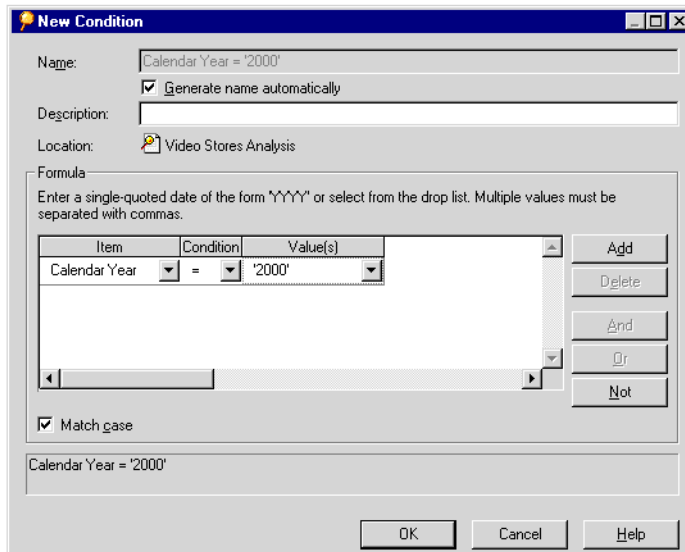 New Condition
Name: Calendar Year = '2000'
Generate name automatically
Description:
Location: Video Stores Analysis
Formula
Enter a single-quoted date of the form 'YYYY' or select from the drop list. Multiple values must be
separated with commas.
Item Condition Value(s)
Calendar Year = '2000'
Add
Delete
And
Or
Not
Match case
Calendar Year = '2000'
OK Cancel Help